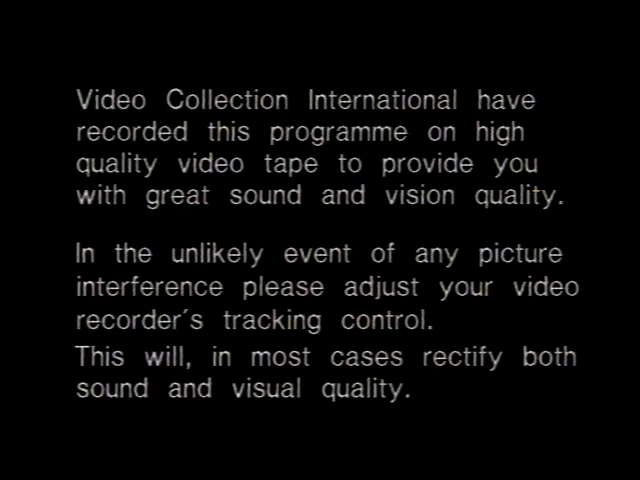 Video Collection International have
recorded this programme on high
quality video tape to provide you
with great sound and vision quality.
In the unlikely event of any picture
interference please adjust your video
recorder's tracking control.
This will, in most cases rectify both
sound and visual quality.